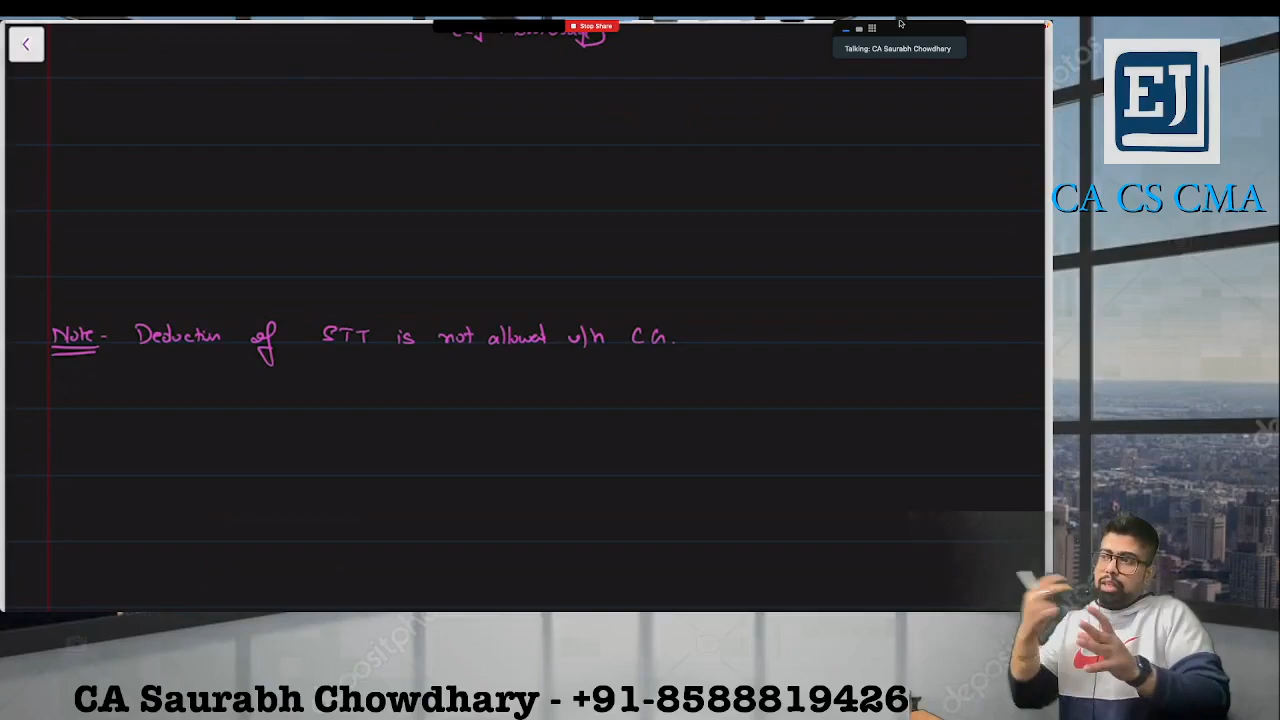 Stop Share
Talking: CA Saurabh Chowdhary
EJ
CA CS CMA
Note - Deduction of STT is not allowed u/h CG.
CA Saurabh Chowdhary - +91-8588819426